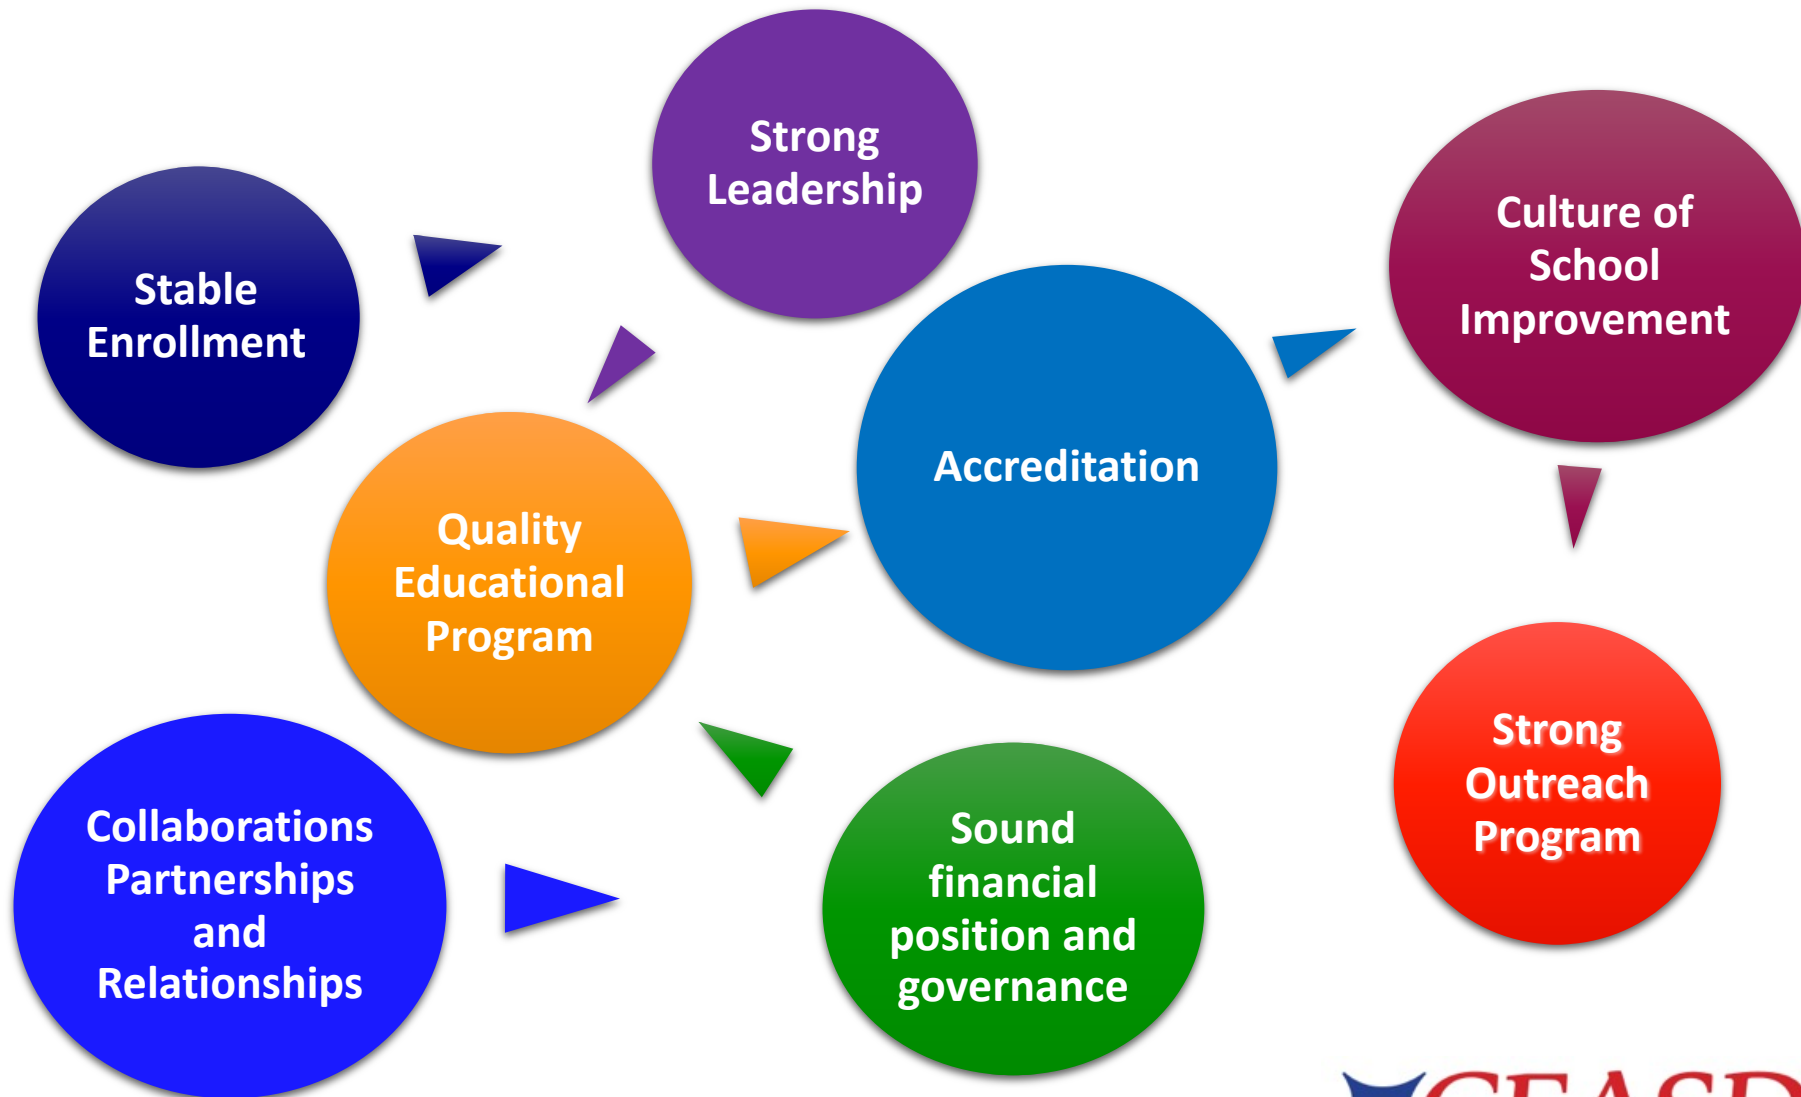 Strong
Leadership
Stable
Enrollment
Culture of
School
Improvement
Accreditation
Quality
Educational
Program
Strong
Outreach
Program
Collaborations
Partnerships
and
Relationships
Sound
financial
position and
governance
CEASD